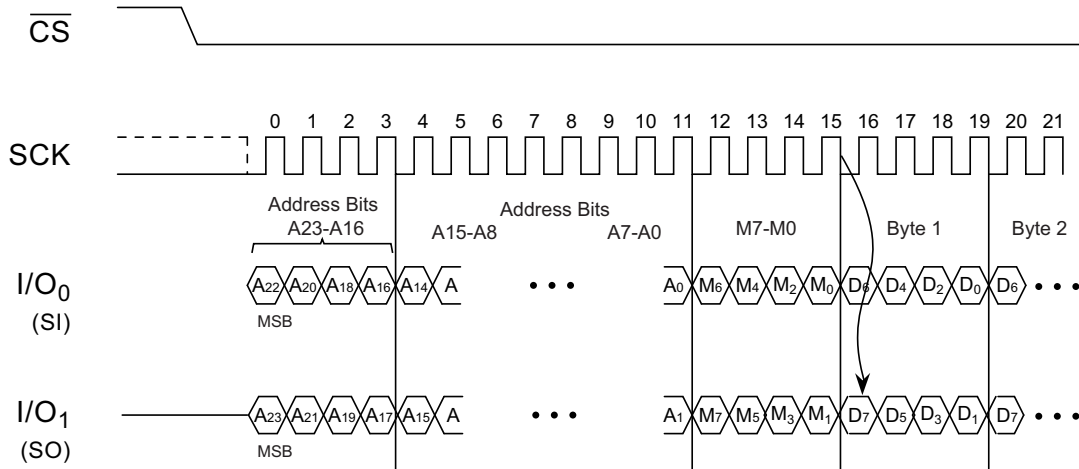 CS
SCK
0 1 2 3 4 5 6 7 8 9 10 11 12 13 14 15 16 17 18 19 20 21
Address Bits
A23-A16
Address Bits
A15-A8 A7-A0
M7-M0
Byte 1
Byte 2
I/O0
(SI)
A22 A20 A18 A16 A14 A • • • A0 M6 M4 M2 M0 D6 D4 D2 D0 D6 • • •
MSB
I/O1
(SO)
A23 A21 A19 A17 A15 A • • • A1 M7 M5 M3 M1 D7 D5 D3 D1 D7 • • •
MSB